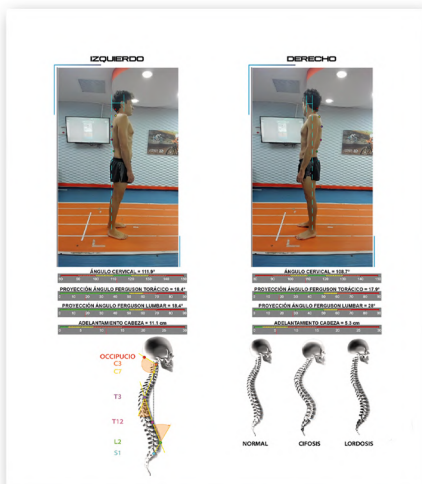 IZQUIERDO
DERECHO
ÁNGULO CERVICAL = 111.9°
ÁNGULO CERVICAL = 108.7°
PROYECCIÓN ÁNGULO FERGUSON TORÁCICO = 18.4°
PROYECCIÓN ÁNGULO FERGUSON TORÁCICO = 17.9°
PROYECCIÓN ÁNGULO FERGUSON LUMBAR = 18.4°
PROYECCIÓN ÁNGULO FERGUSON LUMBAR = 28°
ADELANTAMIENTO CABEZA = 11.1 cm
ADELANTAMIENTO CABEZA = 5.3 cm
OCCIPUCIO
C3
C7
T3
T12
L2
S1
NORMAL
CIFOSIS
LORDOSIS